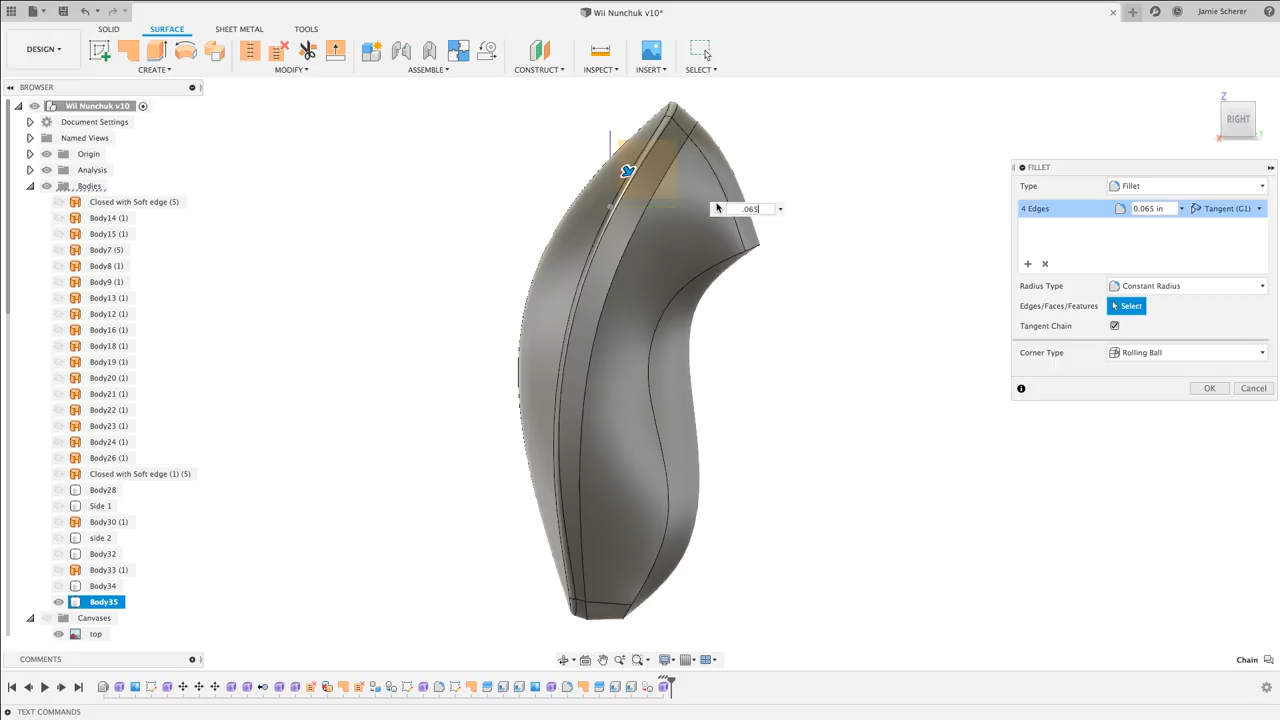 Wii Nunchuk v10*
Jamie Scherer
DESIGN
SOLID SURFACE SHEET METAL TOOLS
CREATE MODIFY ASSEMBLE CONSTRUCT INSPECT INSERT SELECT
BROWSER
Wii Nunchuk v10
Document Settings
Named Views
Origin
Analysis
Bodies
Closed with Soft edge (5)
Body14 (1)
Body15 (1)
Body7 (5)
Body8 (1)
Body9 (1)
Body13 (1)
Body12 (1)
Body16 (1)
Body18 (1)
Body19 (1)
Body20 (1)
Body21 (1)
Body22 (1)
Body23 (1)
Body24 (1)
Body26 (1)
Closed with Soft edge (1) (5)
Body28
Side 1
Body30 (1)
side 2
Body32
Body33 (1)
Body34
Body35
Canvases
top
.065
Z
RIGHT
X
Y
FILLET
Type Fillet
4 Edges 0.065 in Tangent (G1)
Radius Type Constant Radius
Edges/Faces/Features Select
Tangent Chain
Corner Type Rolling Ball
OK Cancel
COMMENTS
Chain
TEXT COMMANDS